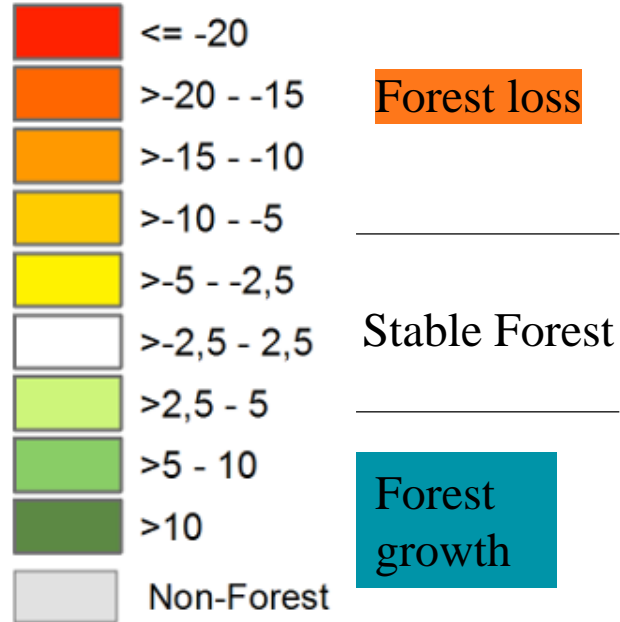 <= -20
>-20 - -15
>-15 - -10
>-10 - -5
>-5 - -2,5
>-2,5 - 2,5
>2,5 - 5
>5 - 10
>10
Non-Forest
Forest loss
Stable Forest
Forest
growth